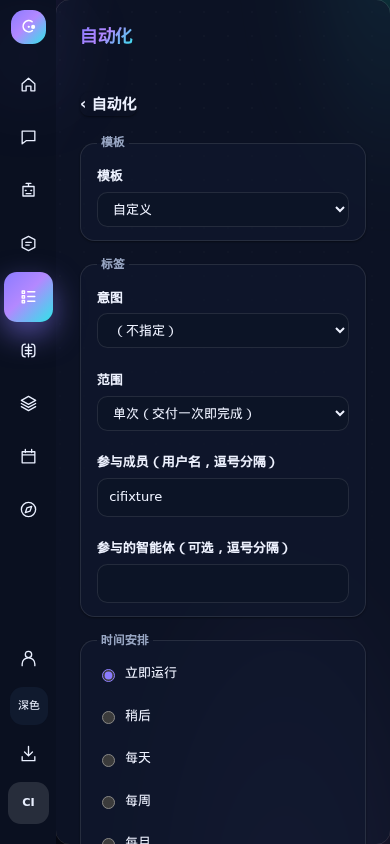 自动化
‹ 自动化
模板
模板
自定义
标签
意图
（不指定）
范围
单次（交付一次即完成）
参与成员（用户名，逗号分隔）
cifixture
参与的智能体（可选，逗号分隔）
时间安排
立即运行
稍后
每天
每周
每月
深色
CI